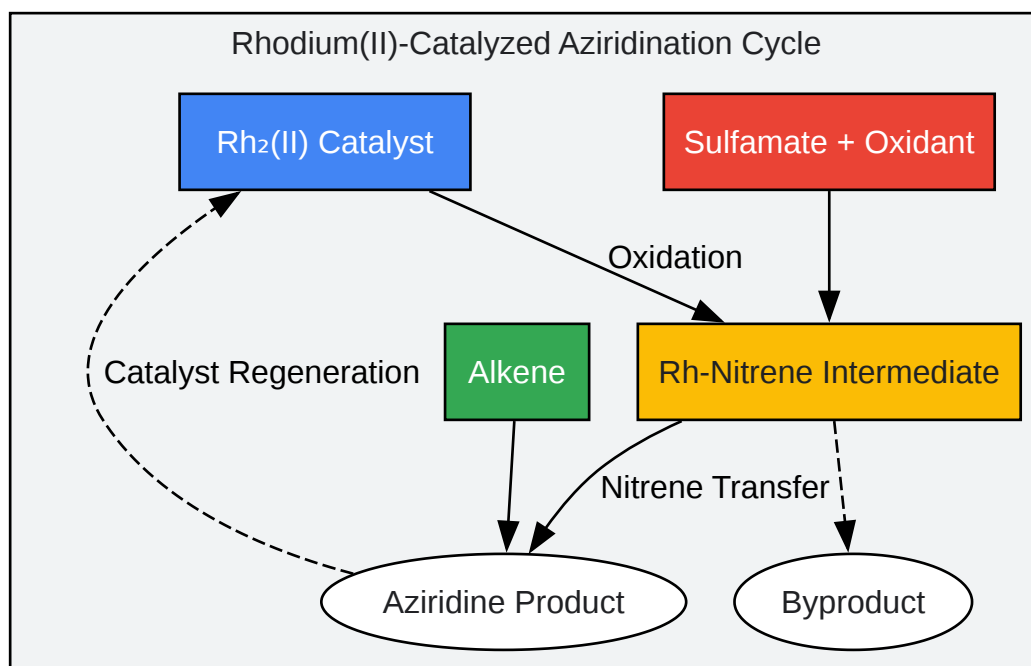 Rhodium(II)-Catalyzed Aziridination Cycle
Rh₂(II) Catalyst
Sulfamate + Oxidant
Oxidation
Catalyst Regeneration
Alkene
Rh-Nitrene Intermediate
Nitrene Transfer
Aziridine Product
Byproduct